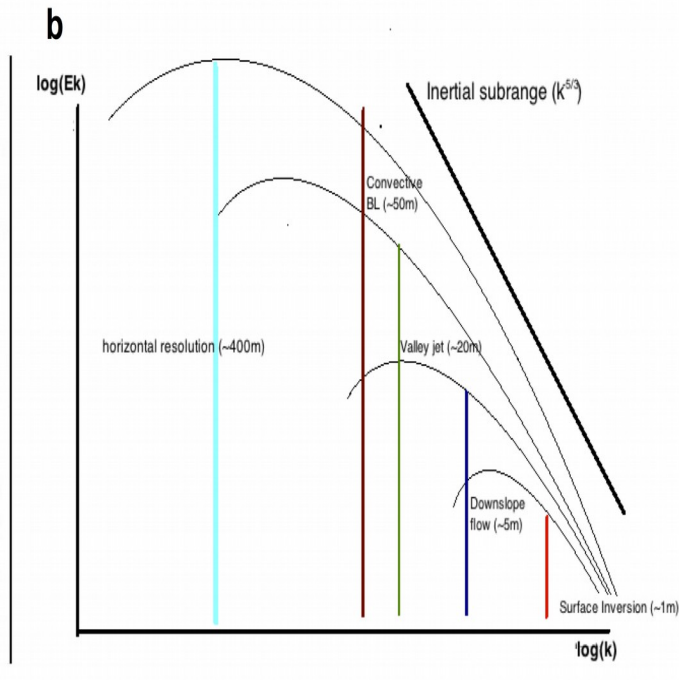 b
log(Ek)
Inertial subrange (k-5/3)
Convective
BL (~50m)
horizontal resolution (~400m)
Valley jet (~20m)
Downslope
flow (~5m)
Surface Inversion (~1m)
log(k)